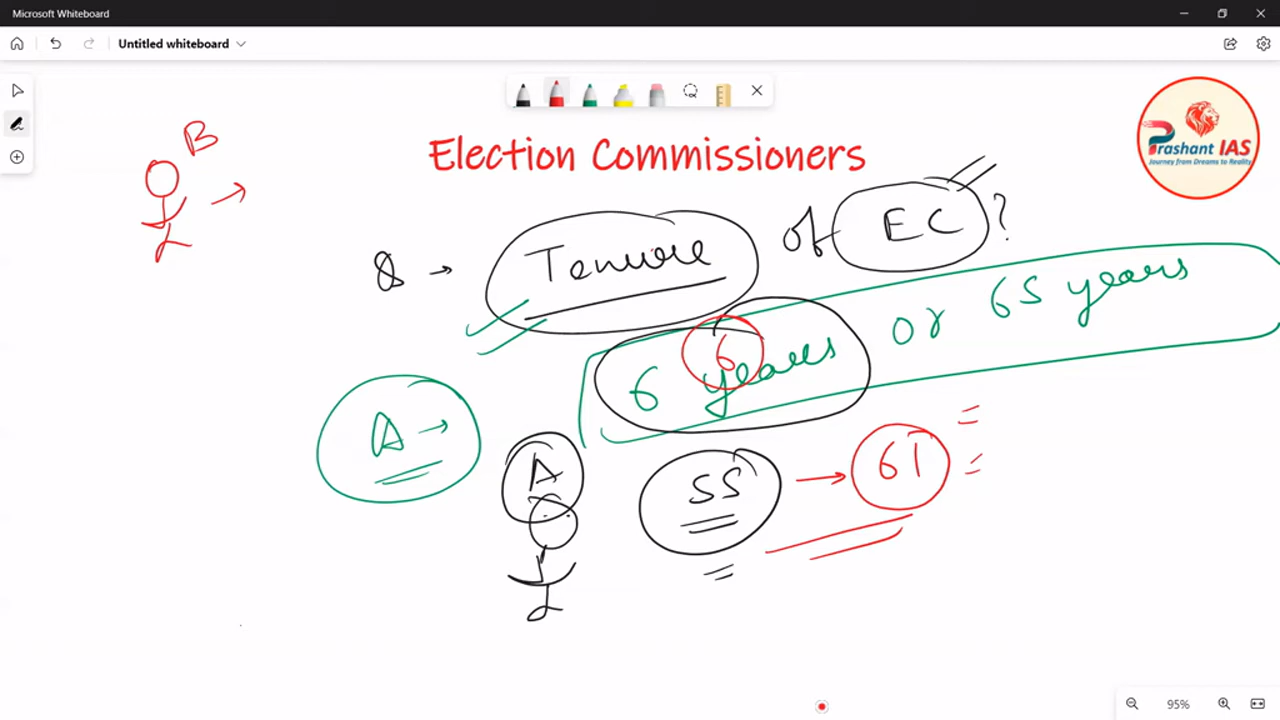 Microsoft Whiteboard
Untitled whiteboard
B
Election Commissioners
Prashant IAS
Journey from Dreams to Reality
Q → Tenure of EC?
6 years or 65 years
6
A →
A 55 → 61
95%